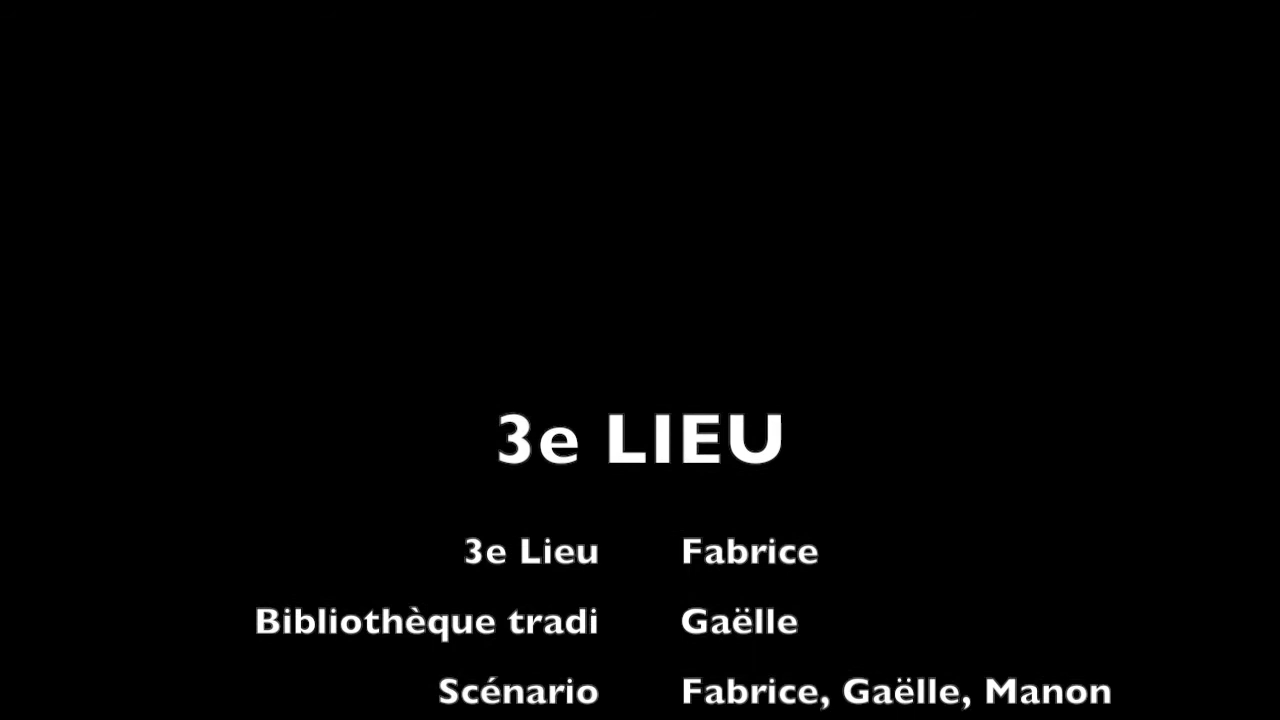 3e LIEU
3e Lieu Fabrice
Bibliothèque tradi Gaëlle
Scénario Fabrice, Gaëlle, Manon